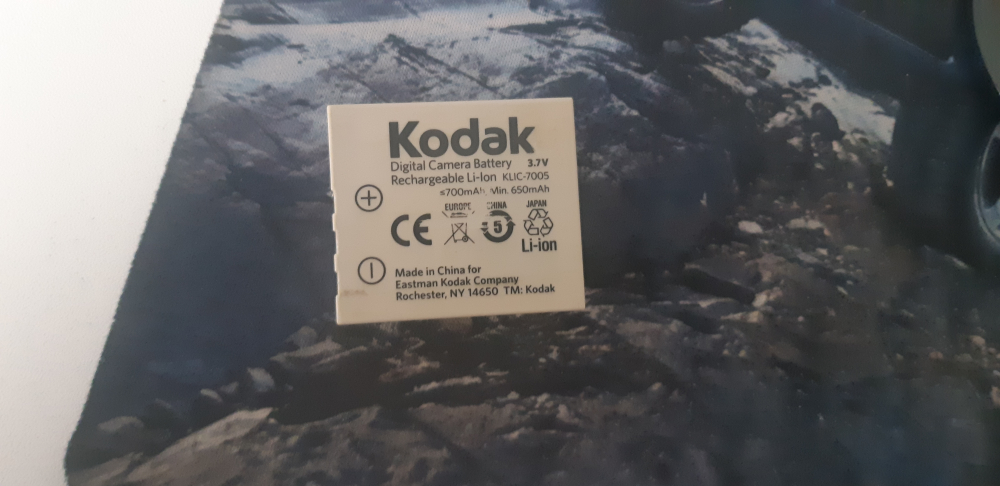 Kodak
Digital Camera Battery 3.7V
Rechargeable Li-Ion KLIC-7005
≤700mAh Min. 650mAh
EUROPE CHINA JAPAN
CE 5
Li-ion
Made in China for
Eastman Kodak Company
Rochester, NY 14650 TM: Kodak